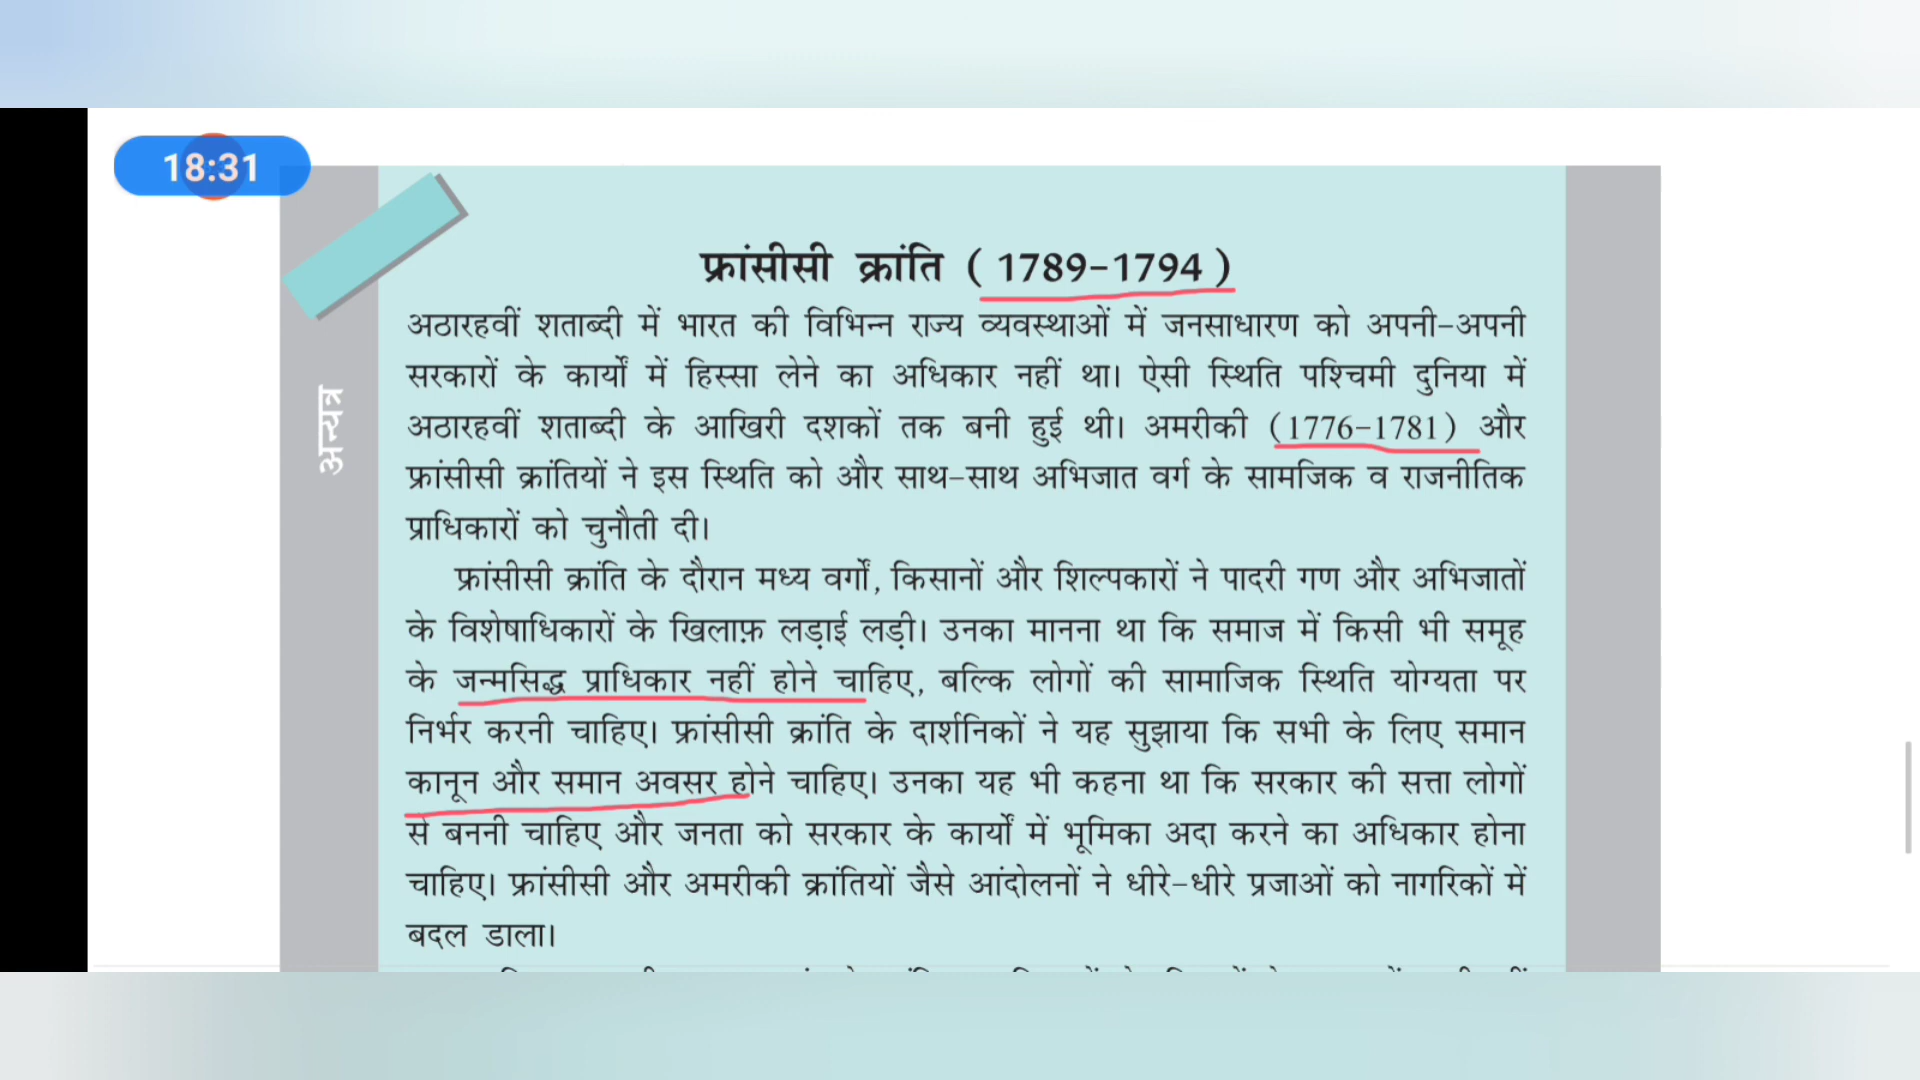 18:31
फ्रांसीसी क्रांति ( 1789-1794 )
अठारहवीं शताब्दी में भारत की विभिन्न राज्य व्यवस्थाओं में जनसाधारण को अपनी-अपनी
सरकारों के कार्यों में हिस्सा लेने का अधिकार नहीं था। ऐसी स्थिति पश्चिमी दुनिया में
अठारहवीं शताब्दी के आखिरी दशकों तक बनी हुई थी। अमरीकी (1776-1781) और
फ्रांसीसी क्रांतियों ने इस स्थिति को और साथ-साथ अभिजात वर्ग के सामजिक व राजनीतिक
प्राधिकारों को चुनौती दी।
फ्रांसीसी क्रांति के दौरान मध्य वर्गों, किसानों और शिल्पकारों ने पादरी गण और अभिजातों
के विशेषाधिकारों के खिलाफ़ लड़ाई लड़ी। उनका मानना था कि समाज में किसी भी समूह
के जन्मसिद्ध प्राधिकार नहीं होने चाहिए, बल्कि लोगों की सामाजिक स्थिति योग्यता पर
निर्भर करनी चाहिए। फ्रांसीसी क्रांति के दार्शनिकों ने यह सुझाया कि सभी के लिए समान
कानून और समान अवसर होने चाहिए। उनका यह भी कहना था कि सरकार की सत्ता लोगों
से बननी चाहिए और जनता को सरकार के कार्यों में भूमिका अदा करने का अधिकार होना
चाहिए। फ्रांसीसी और अमरीकी क्रांतियों जैसे आंदोलनों ने धीरे-धीरे प्रजाओं को नागरिकों में
बदल डाला।
अन्यत्र